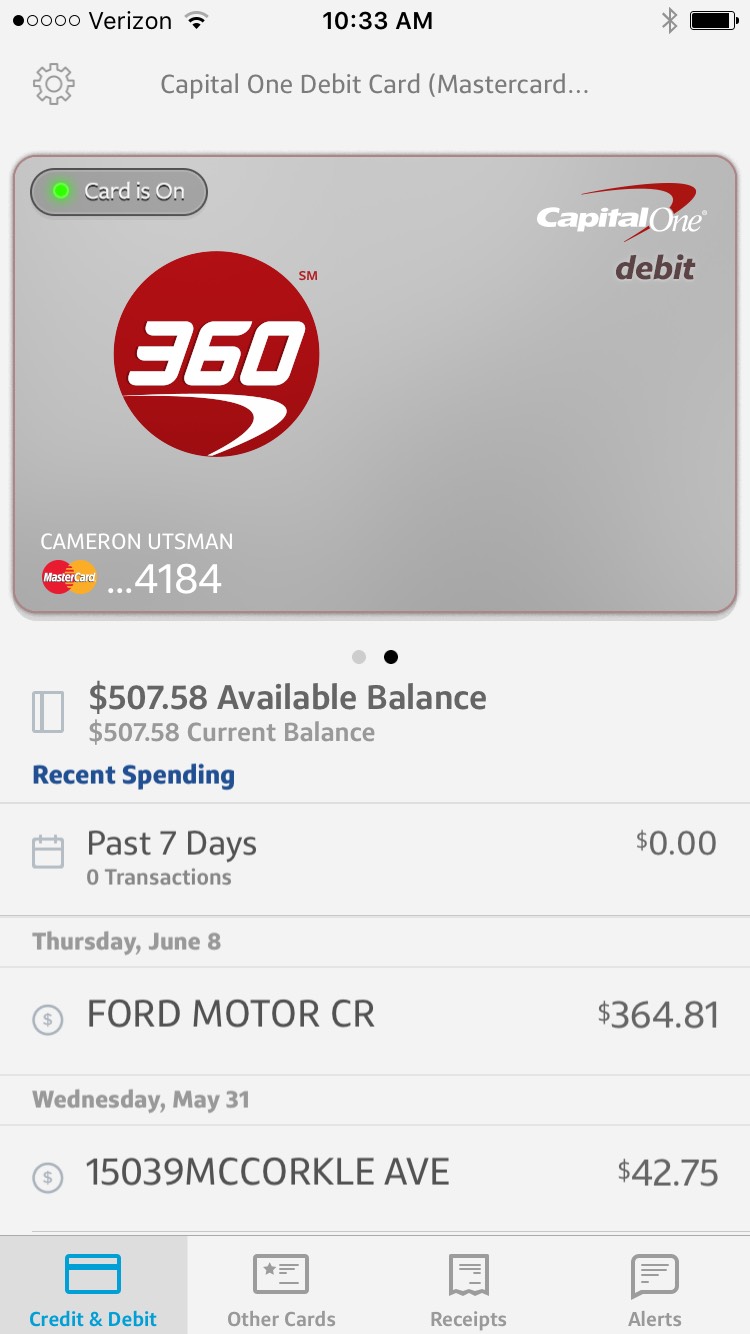 Verizon 10:33 AM
Capital One Debit Card (Mastercard...
Card is On
CapitalOne®
debit
SM
360
CAMERON UTSMAN
MasterCard ...4184
$507.58 Available Balance
$507.58 Current Balance
Recent Spending
Past 7 Days $0.00
0 Transactions
Thursday, June 8
$ FORD MOTOR CR $364.81
Wednesday, May 31
$ 15039MCCORKLE AVE $42.75
Credit & Debit Other Cards Receipts Alerts